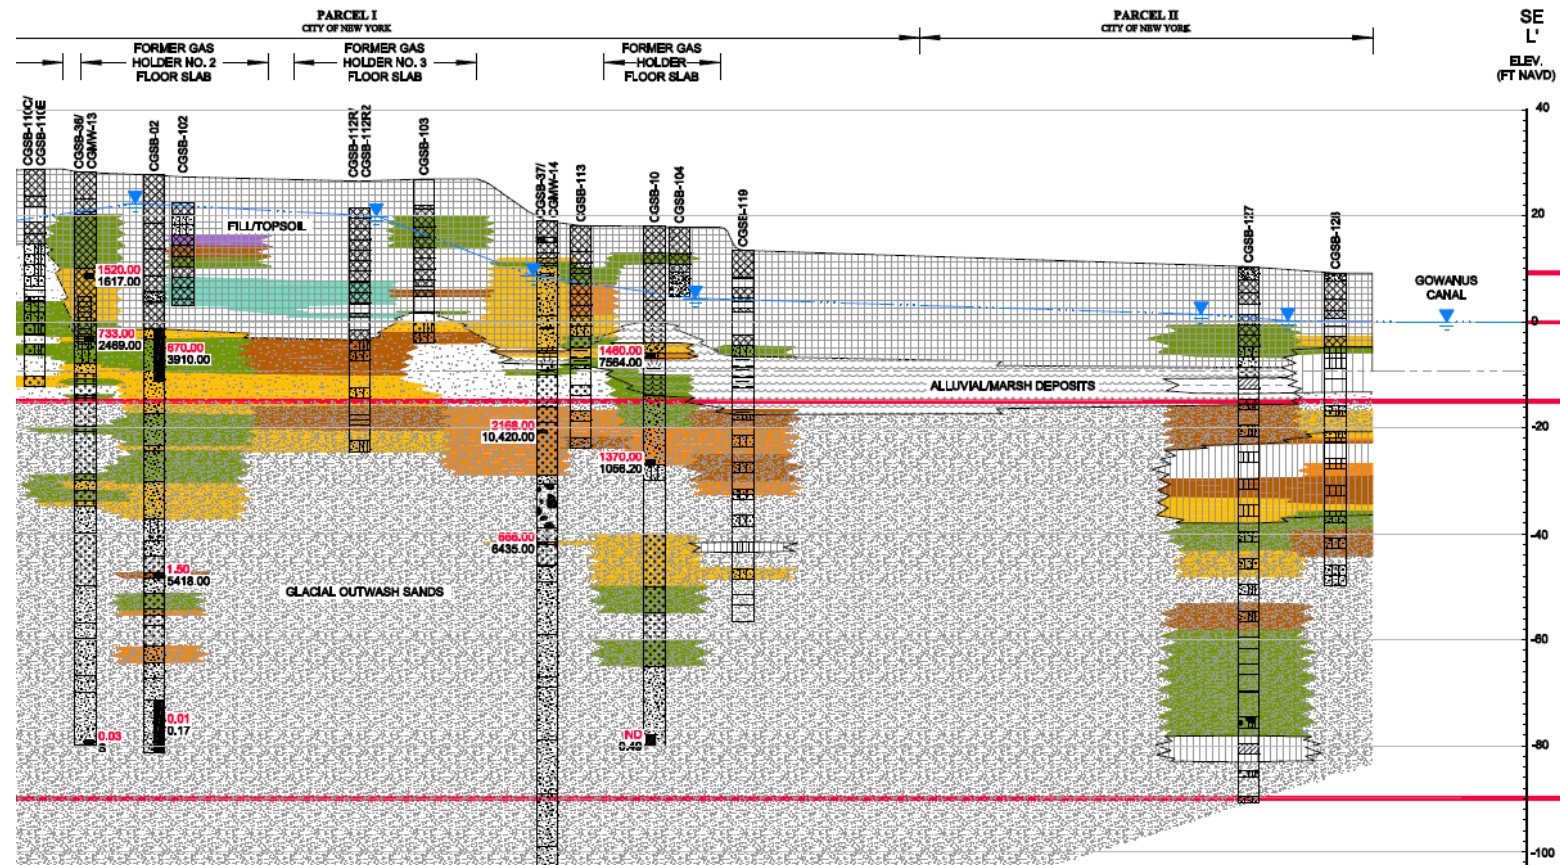 PARCEL I
CITY OF NEW YORK
PARCEL II
CITY OF NEW YORK
SE
L'
FORMER GAS
HOLDER NO. 2
FLOOR SLAB
FORMER GAS
HOLDER NO. 3
FLOOR SLAB
FORMER GAS
HOLDER
FLOOR SLAB
ELEV.
(FT NAVD)
CGSB-110C/
CGSB-110E
CGSB-36/
CGMW-13
CGSB-02
CGSB-102
CGSB-112R/
CGSB-112R2
CGSB-103
CGSB-37/
CGMW-14
CGSB-113
CGSB-10
CGSB-104
CGSB-119
CGSB-127
CGSB-128
40
20
0
-20
-40
-60
-80
-100
FILL/TOPSOIL
GOWANUS
CANAL
1520.00
1617.00
733.00
2469.00
670.00
3910.00
1460.00
7564.00
ALLUVIAL/MARSH DEPOSITS
2168.00
10,420.00
1370.00
1056.20
666.00
6435.00
1.50
5418.00
GLACIAL OUTWASH SANDS
0.01
0.17
0.03
ND
0.49